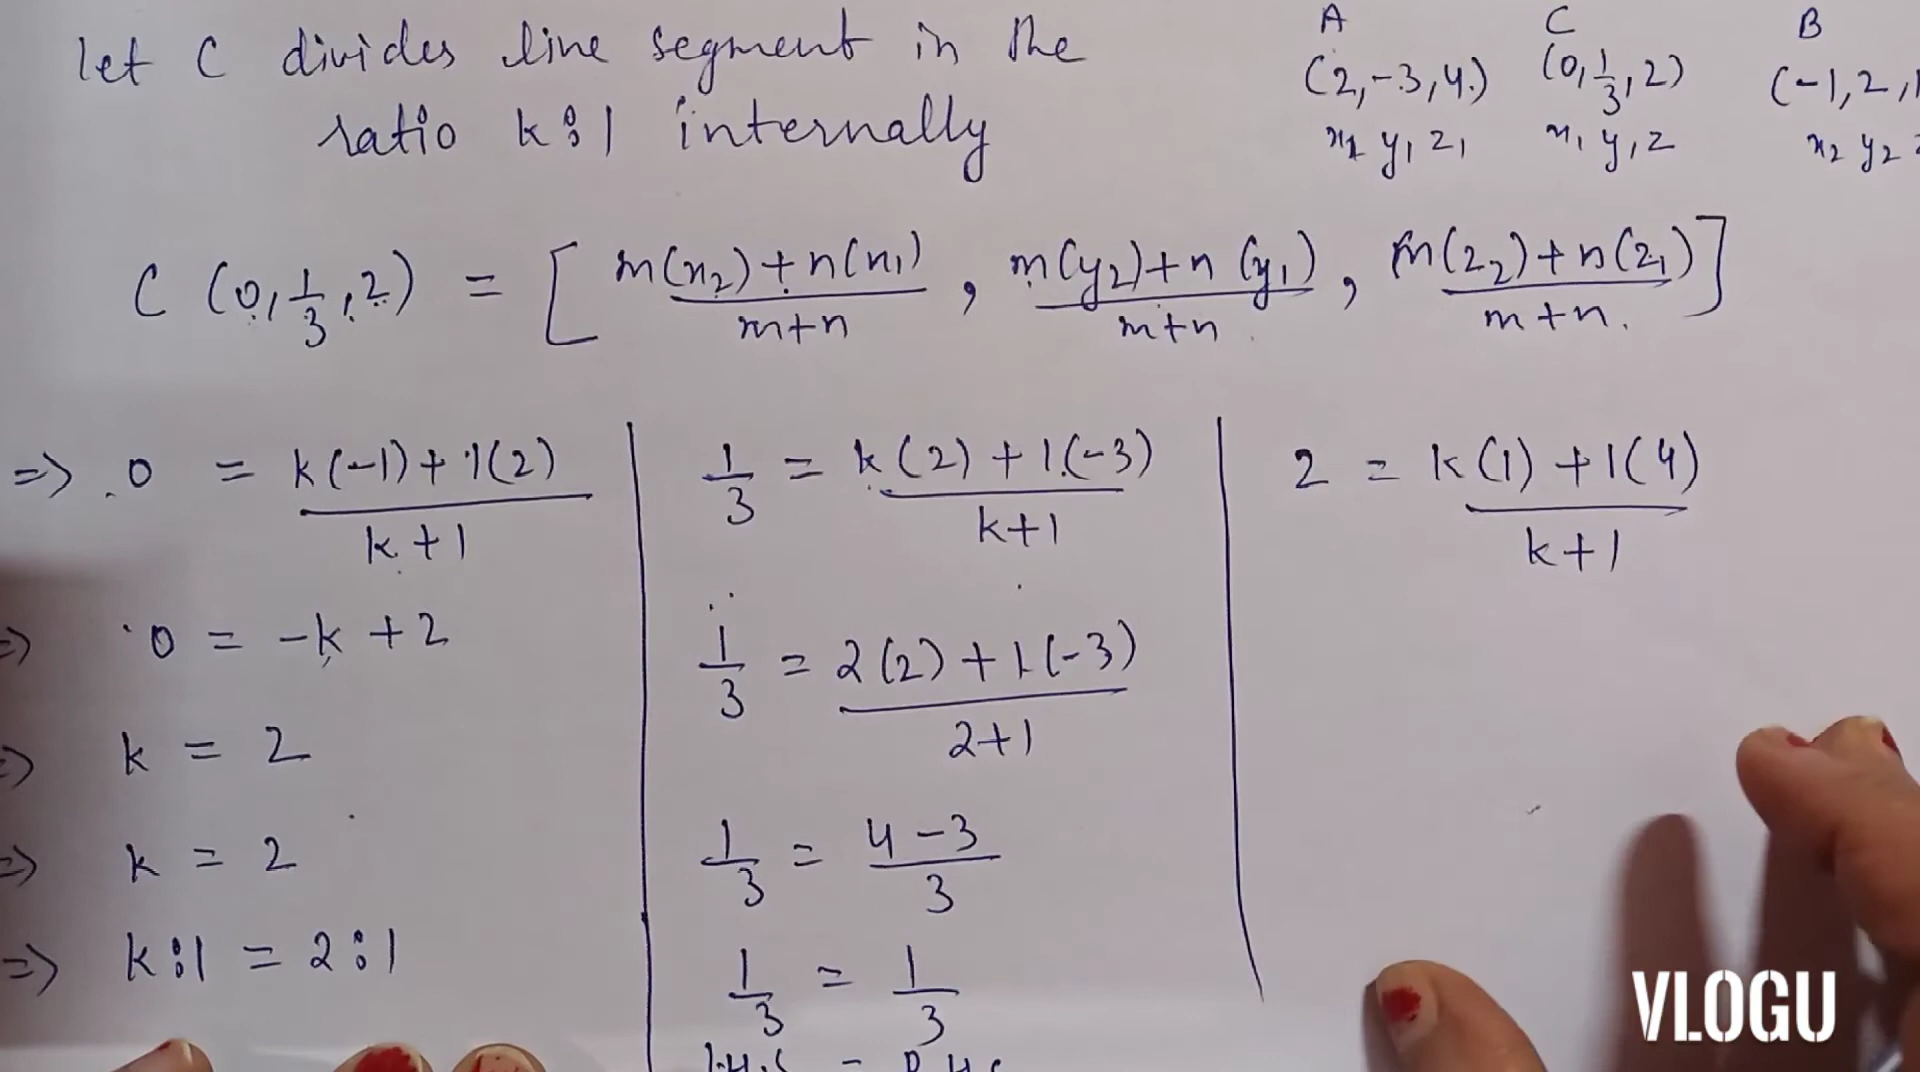 let C divides line segment in the
ratio k:1 internally
A C B
(2,-3,4) (0,1/3,2) (-1,2,1
x1 y1 z1 x, y, z x2 y2
C (0,1/3,2) = [ m(x2)+n(x1)/m+n , m(y2)+n(y1)/m+n , m(z2)+n(z1)/m+n ]
=> 0 = k(-1)+1(2)/k+1
=> 0 = -k+2
=> k = 2
=> k = 2
=> k:1 = 2:1
1/3 = k(2)+1(-3)/k+1
1/3 = 2(2)+1(-3)/2+1
1/3 = 4-3/3
1/3 = 1/3
L.H.S = R.H.S
2 = k(1)+1(4)/k+1
VLOGU